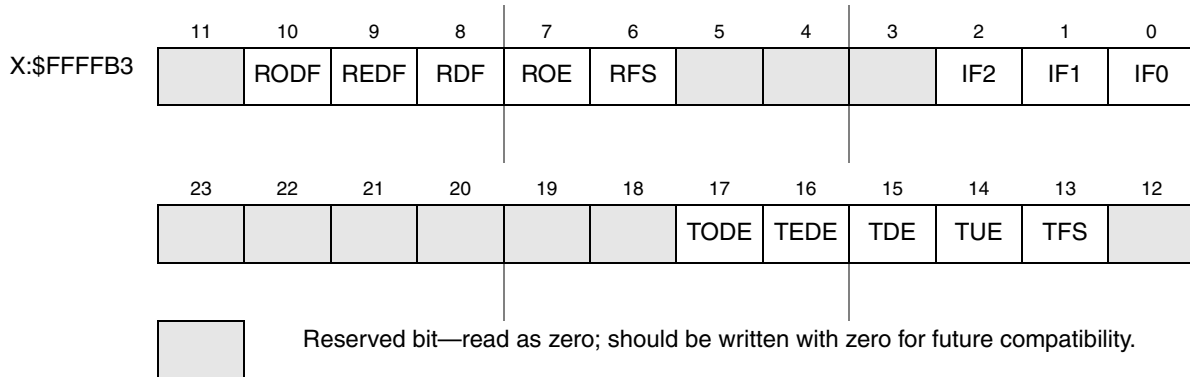 11 10 9 8 7 6 5 4 3 2 1 0
X:$FFFFB3 RODF REDF RDF ROE RFS IF2 IF1 IF0
23 22 21 20 19 18 17 16 15 14 13 12
TODE TEDE TDE TUE TFS
Reserved bit—read as zero; should be written with zero for future compatibility.